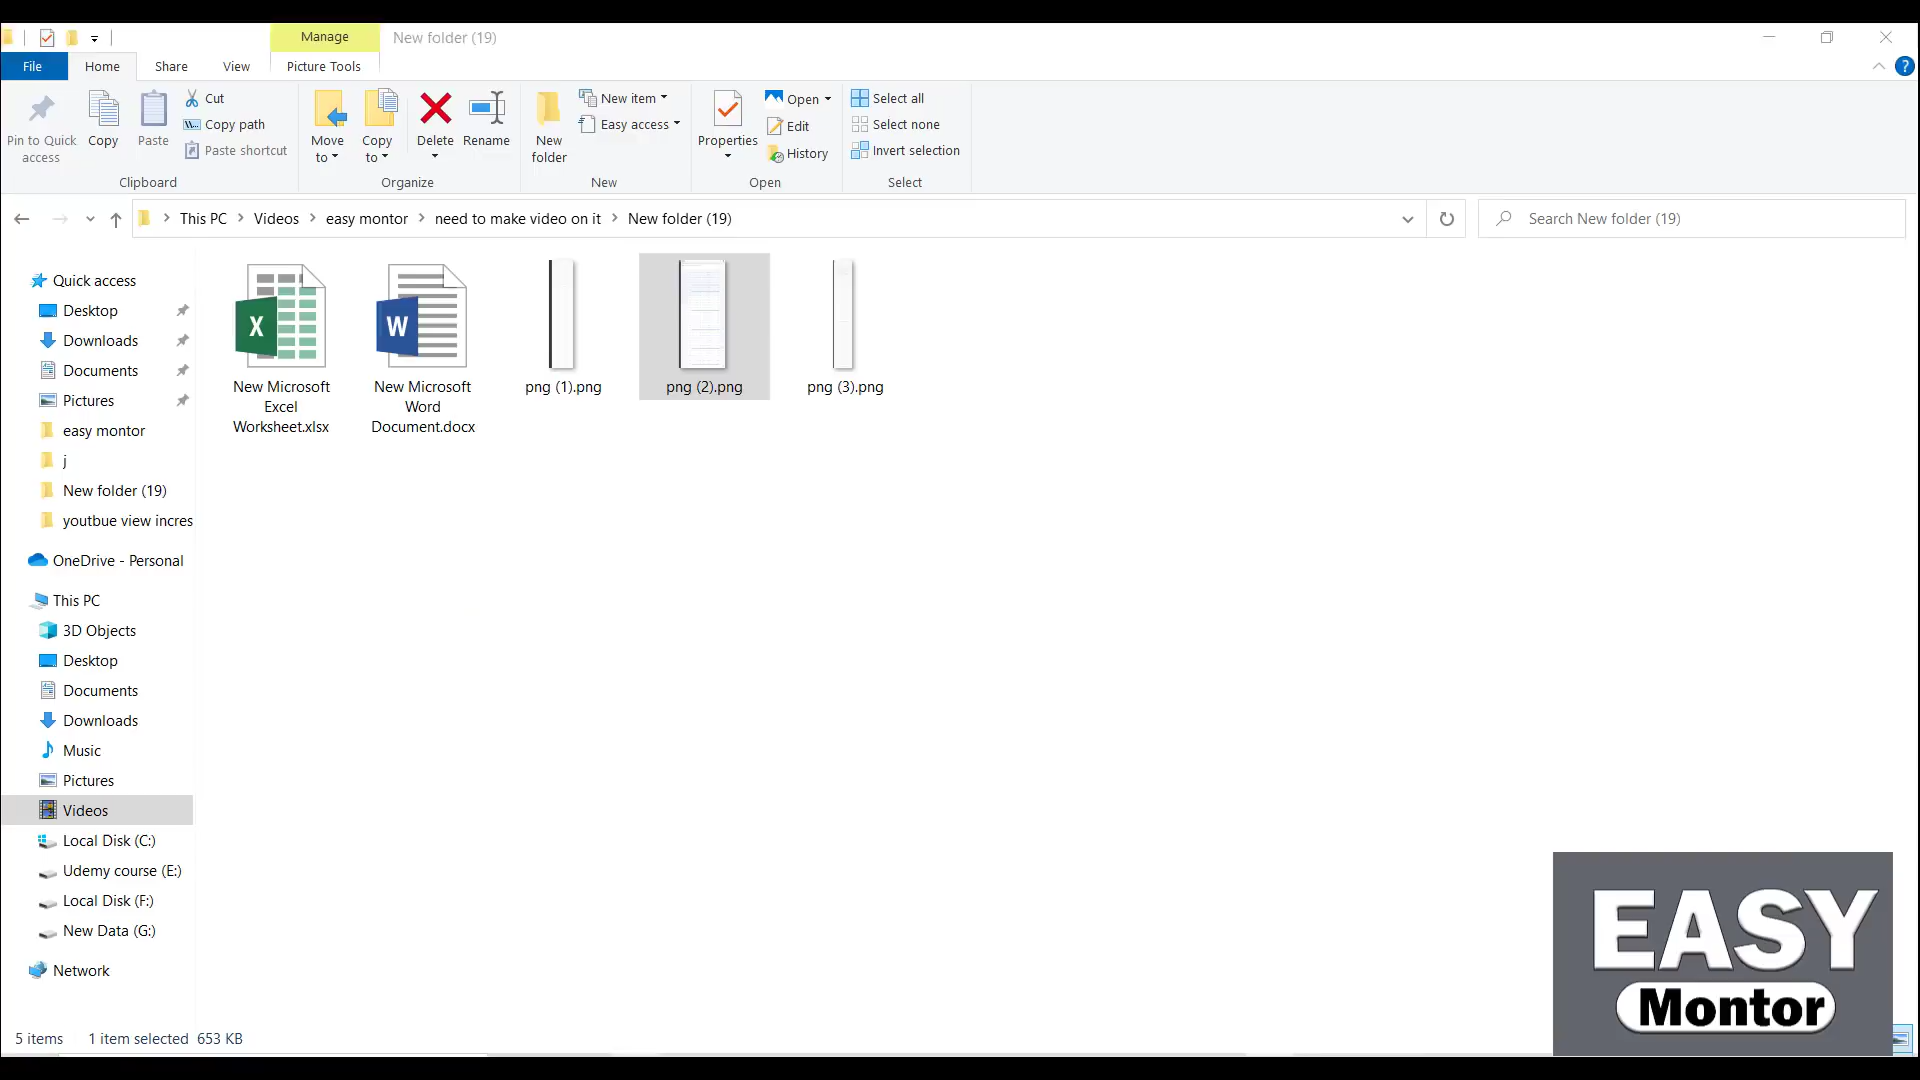 Manage
New folder (19)
File
Home
Share
View
Picture Tools
Pin to Quick
access
Copy
Paste
Cut
Copy path
Paste shortcut
Clipboard
Move
to
Copy
to
Delete
Rename
Organize
New
folder
New item
Easy access
New
Properties
Open
Edit
History
Open
Select all
Select none
Invert selection
Select
This PC
Videos
easy montor
need to make video on it
New folder (19)
Search New folder (19)
Quick access
Desktop
Downloads
Documents
Pictures
easy montor
j
New folder (19)
youtbue view incres
OneDrive - Personal
This PC
3D Objects
Desktop
Documents
Downloads
Music
Pictures
Videos
Local Disk (C:)
Udemy course (E:)
Local Disk (F:)
New Data (G:)
Network
New Microsoft
Excel
Worksheet.xlsx
New Microsoft
Word
Document.docx
png (1).png
png (2).png
png (3).png
5 items
1 item selected 653 KB
EASY
Montor